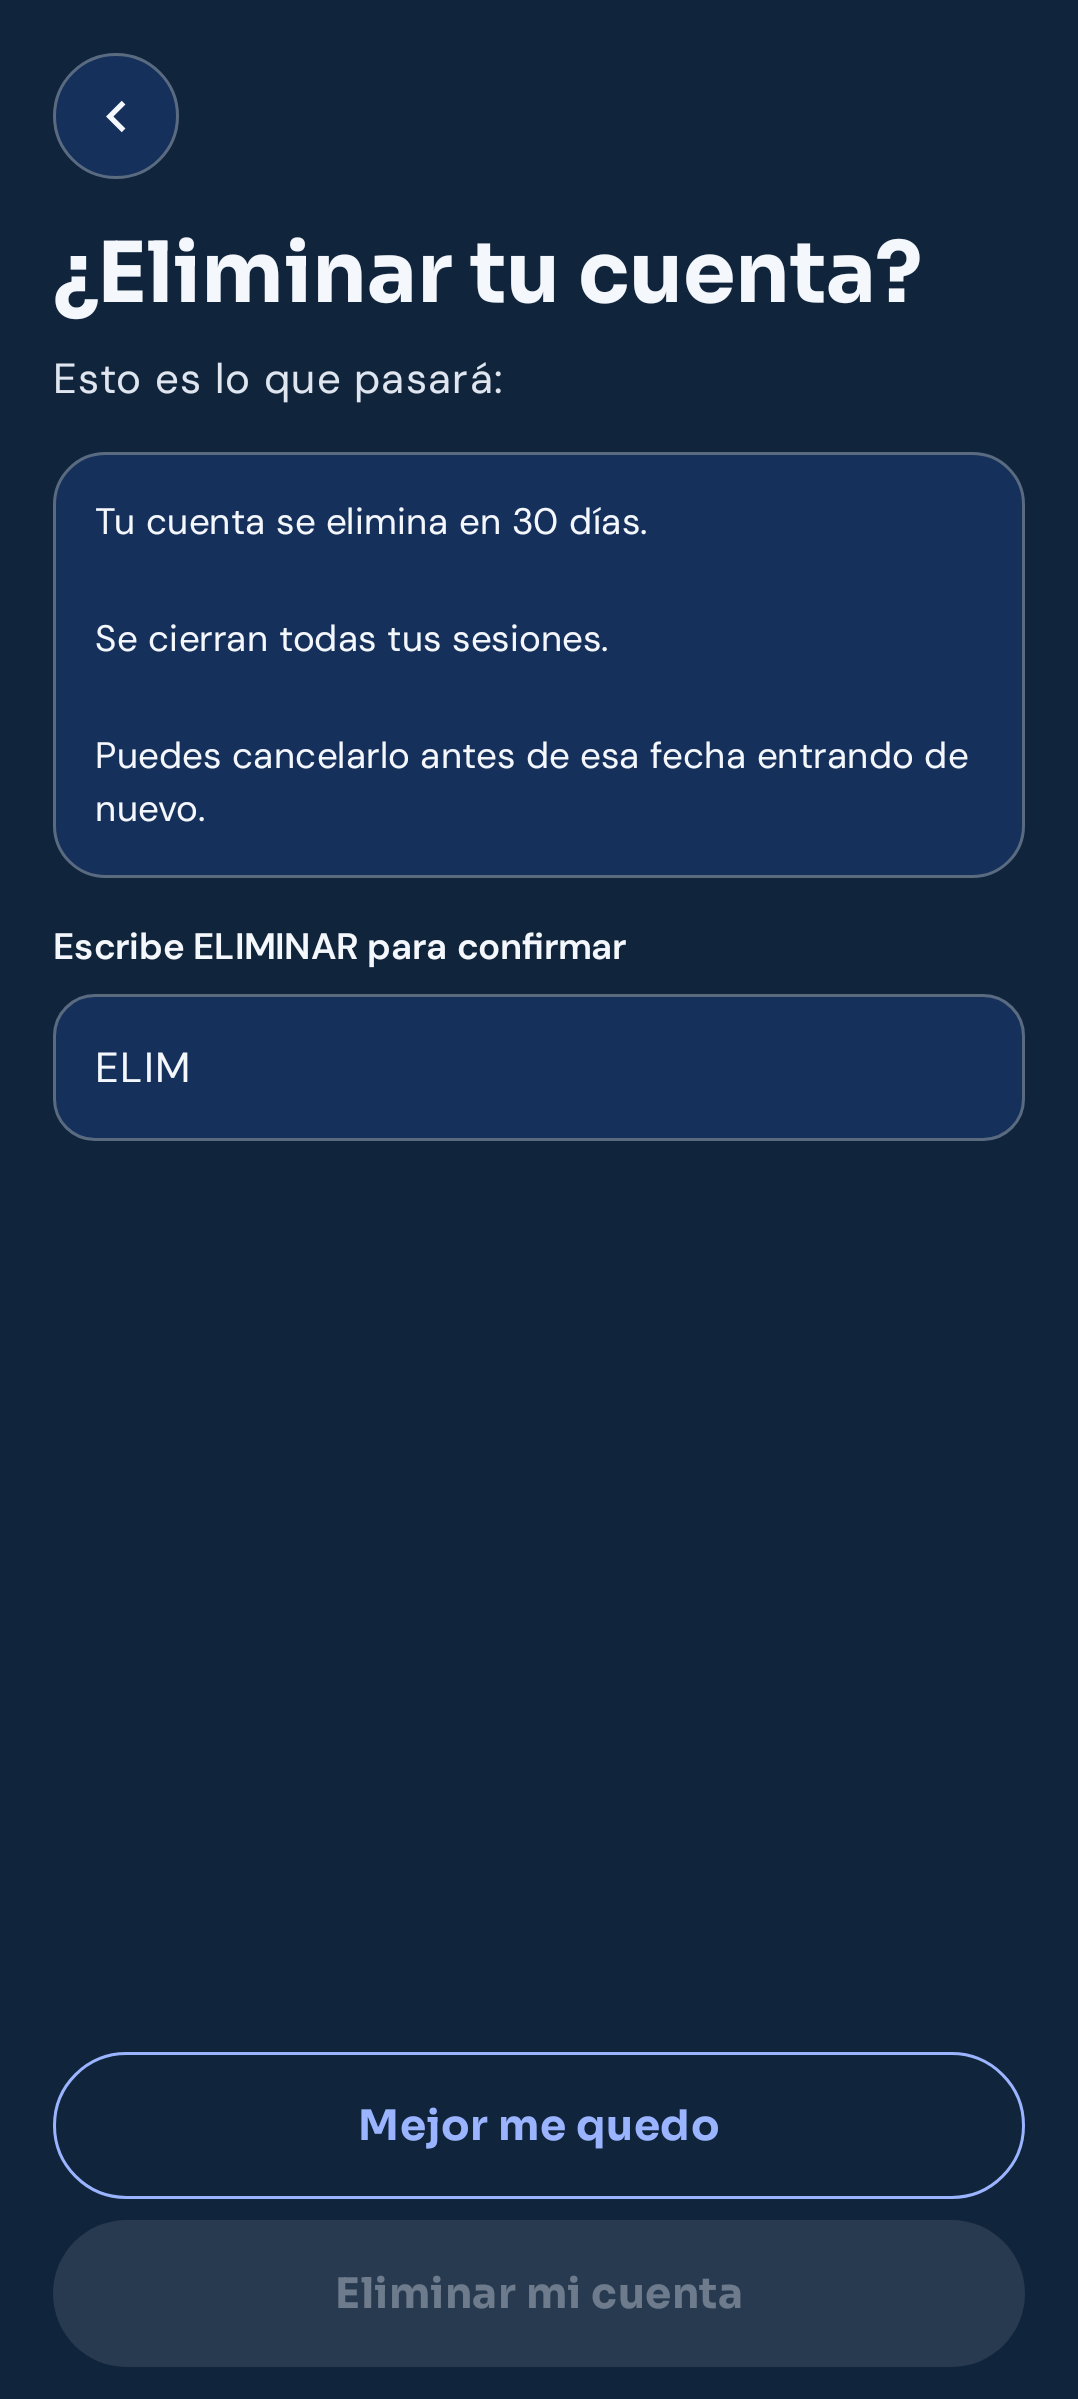 ¿Eliminar tu cuenta?
Esto es lo que pasará:
Tu cuenta se elimina en 30 días.
Se cierran todas tus sesiones.
Puedes cancelarlo antes de esa fecha entrando de
nuevo.
Escribe ELIMINAR para confirmar
ELIM
Mejor me quedo
Eliminar mi cuenta